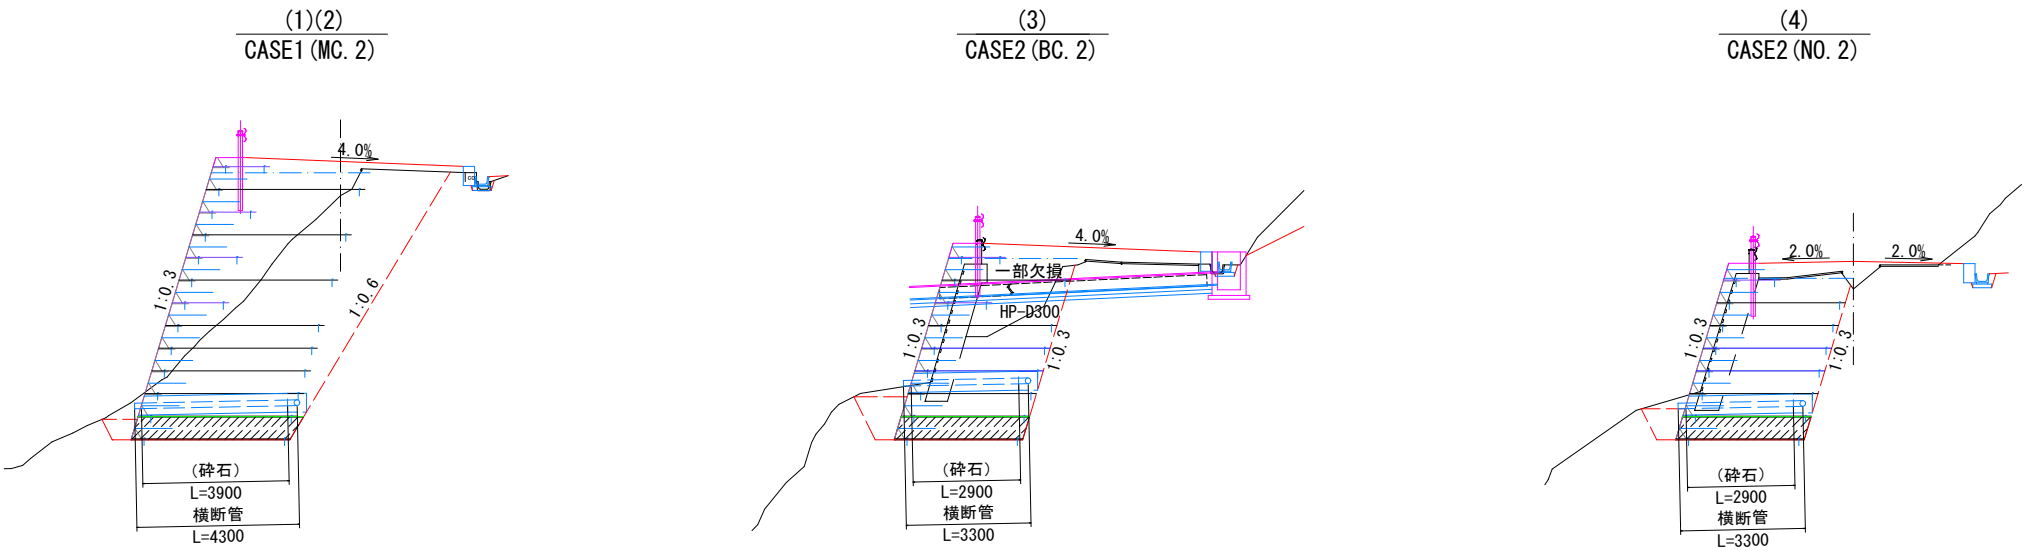 (1)(2)
CASE1(MC.2)
4.0%
1:0.3
1:0.6
(砕石)
L=3900
横断管
L=4300
(3)
CASE2(BC.2)
4.0%
一部欠損
HP-D300
1:0.3
1:0.3
(砕石)
L=2900
横断管
L=3300
(4)
CASE2(NO.2)
2.0%
2.0%
1:0.3
1:0.3
(砕石)
L=2900
横断管
L=3300